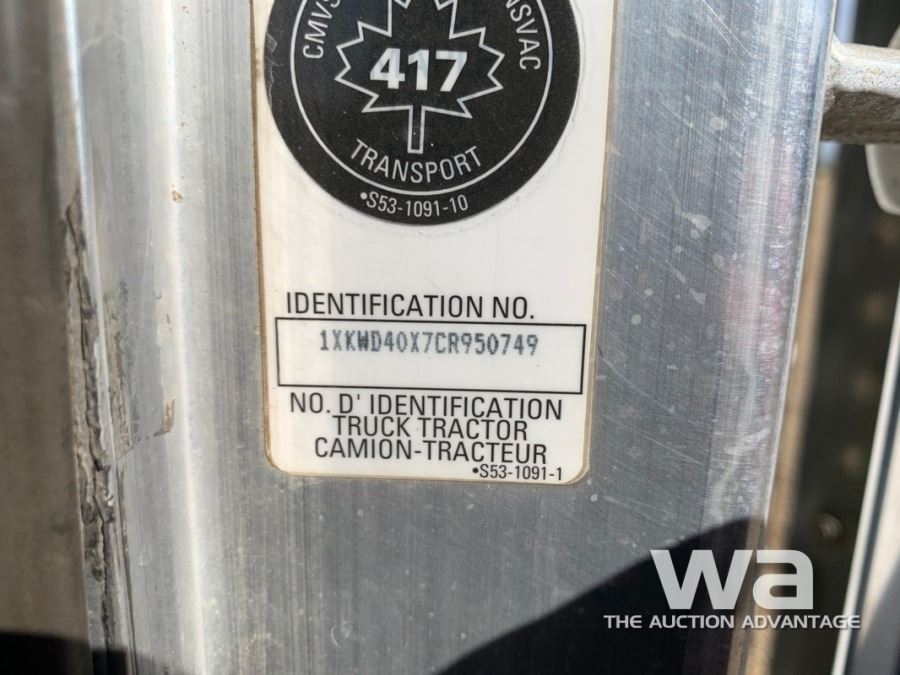 CMVS
NSVAC
417
TRANSPORT
•S53-1091-10
IDENTIFICATION NO.
1XKWD40X7CR950749
NO. D' IDENTIFICATION
TRUCK TRACTOR
CAMION-TRACTEUR
•S53-1091-1
wa
THE AUCTION ADVANTAGE